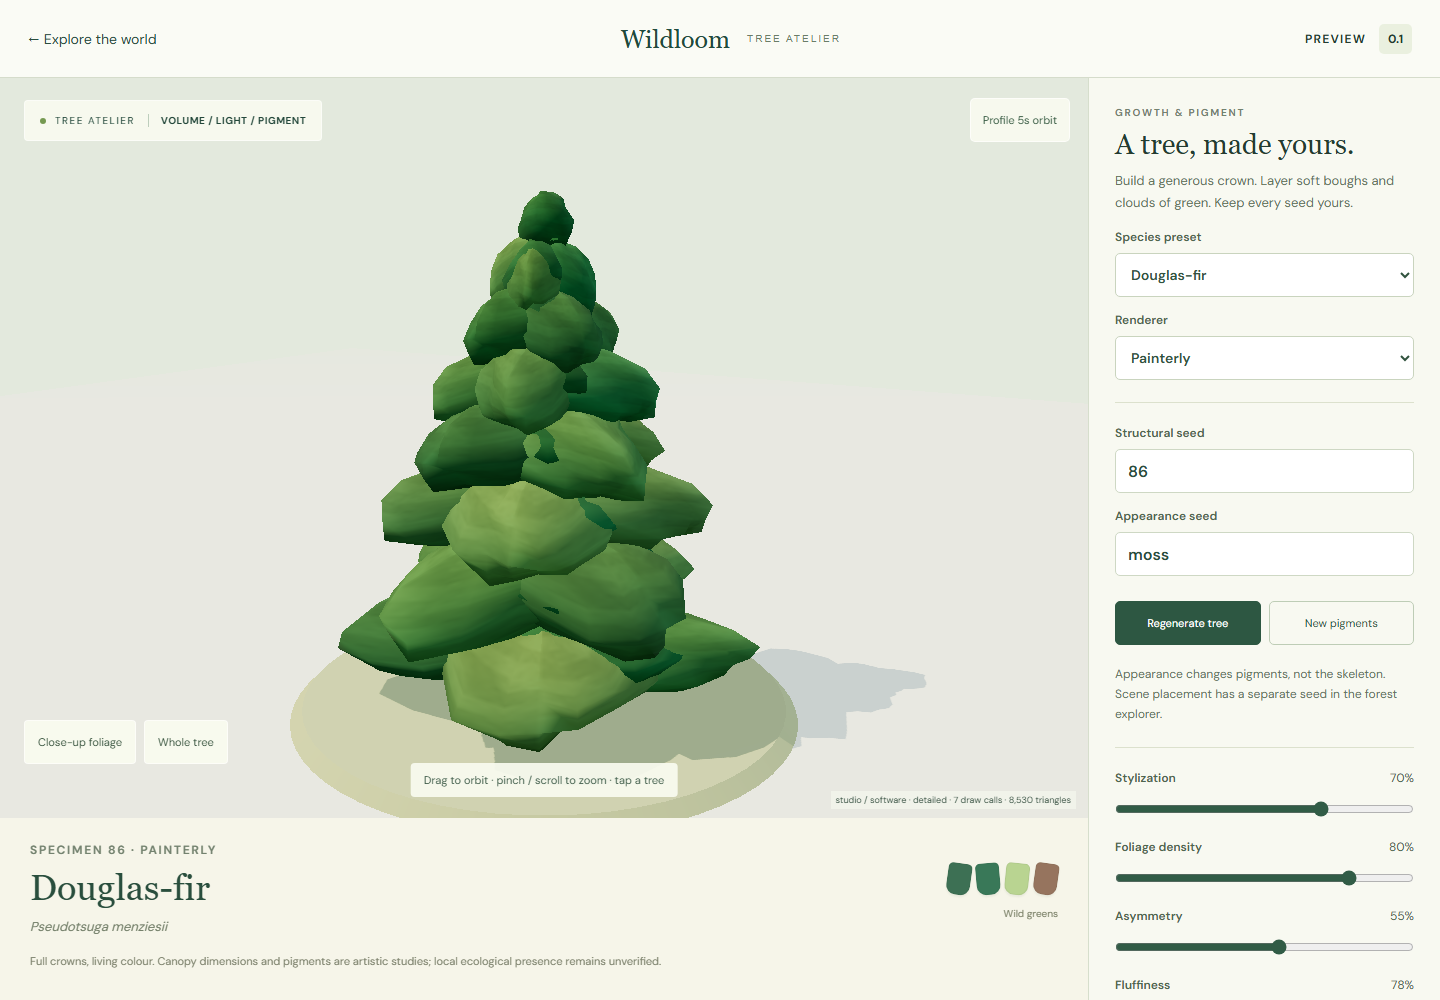 ← Explore the world
Wildloom TREE ATELIER
PREVIEW 0.1
TREE ATELIER VOLUME / LIGHT / PIGMENT
Profile 5s orbit
Close-up foliage
Whole tree
Drag to orbit · pinch / scroll to zoom · tap a tree
studio / software · detailed · 7 draw calls · 8,530 triangles
SPECIMEN 86 · PAINTERLY
Douglas-fir
Pseudotsuga menziesii
Full crowns, living colour. Canopy dimensions and pigments are artistic studies; local ecological presence remains unverified.
Wild greens
GROWTH & PIGMENT
A tree, made yours.
Build a generous crown. Layer soft boughs and
clouds of green. Keep every seed yours.
Species preset
Douglas-fir
Renderer
Painterly
Structural seed
86
Appearance seed
moss
Regenerate tree
New pigments
Appearance changes pigments, not the skeleton.
Scene placement has a separate seed in the forest
explorer.
Stylization 70%
Foliage density 80%
Asymmetry 55%
Fluffiness 78%